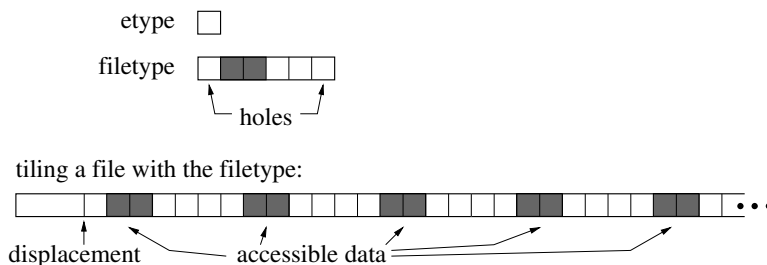 etype
filetype
holes
tiling a file with the filetype:
displacement
accessible data